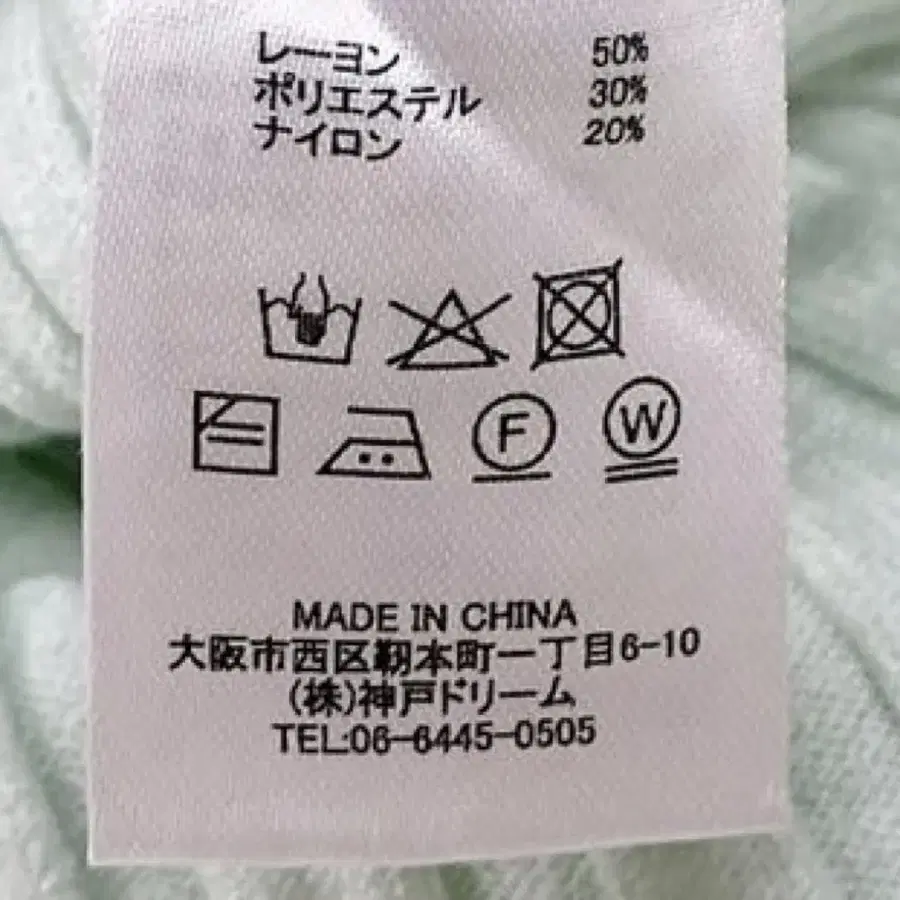 レーヨン 50%
ポリエステル 30%
ナイロン 20%
F W
MADE IN CHINA
大阪市西区靭本町一丁目6-10
(株)神戸ドリーム
TEL:06-6445-0505